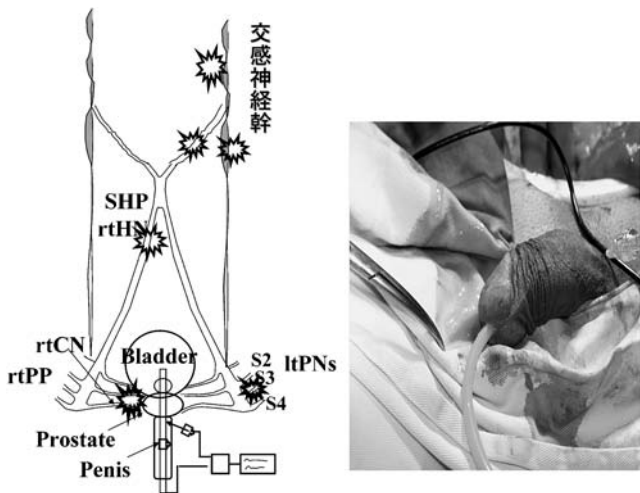 交感神経幹
SHP
rtHN
rtCN
Bladder
rtPP
S2
S3
S4
ltPNs
Prostate
Penis